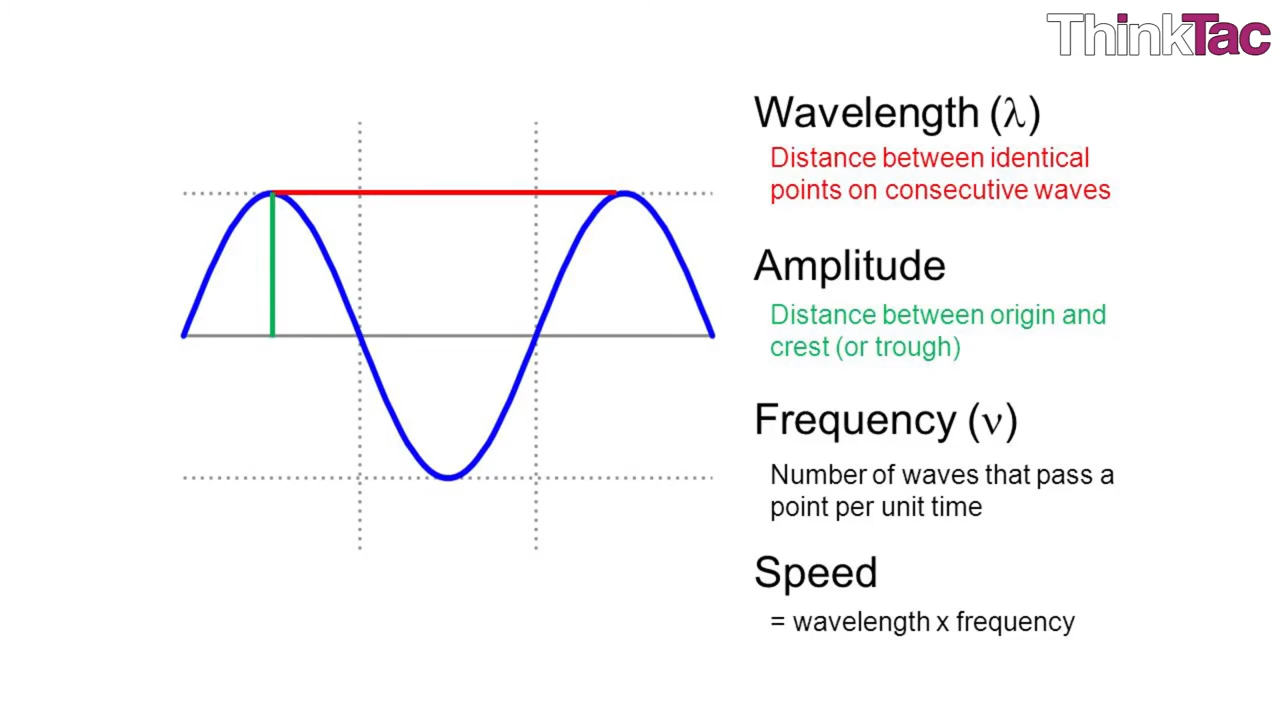 ThinkTac
Wavelength (λ)
Distance between identical
points on consecutive waves
Amplitude
Distance between origin and
crest (or trough)
Frequency (ν)
Number of waves that pass a
point per unit time
Speed
= wavelength x frequency